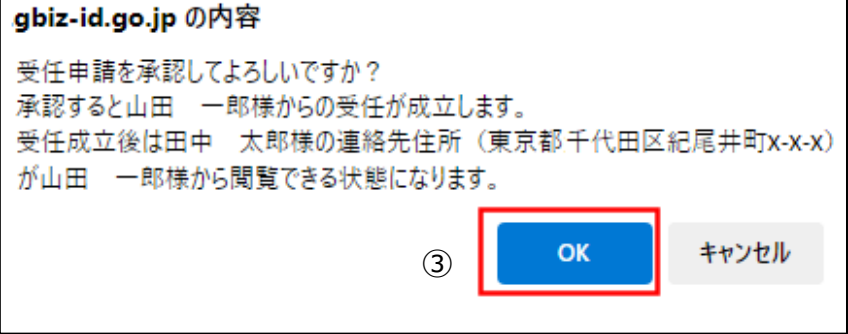 .gbiz-id.go.jp の内容
受任申請を承認してよろしいですか？
承認すると山田　一郎様からの受任が成立します。
受任成立後は田中　太郎様の連絡先住所（東京都千代田区紀尾井町x-x-x）
が山田　一郎様から閲覧できる状態になります。
③ OK キャンセル